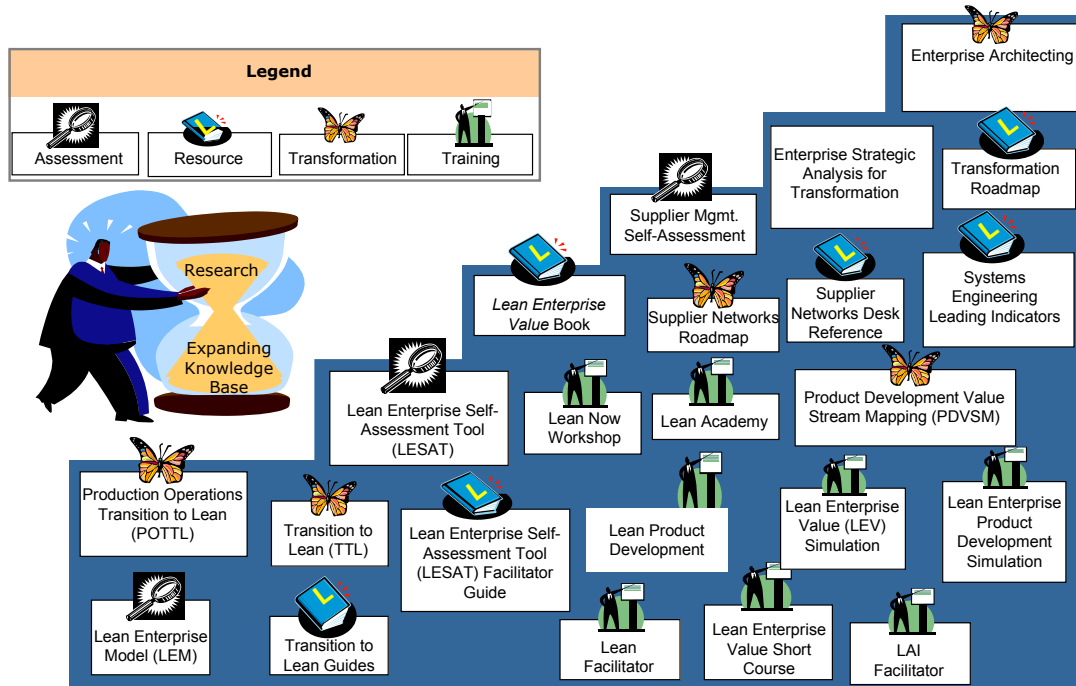 Legend
Assessment
Resource
Transformation
Training
Research
Expanding
Knowledge
Base
Enterprise Architecting
Enterprise Strategic
Analysis for
Transformation
L
Transformation
Roadmap
Supplier Mgmt.
Self-Assessment
L
Lean Enterprise
Value Book
Supplier Networks
Roadmap
L
Supplier
Networks Desk
Reference
L
Systems
Engineering
Leading Indicators
Lean Enterprise Self-
Assessment Tool
(LESAT)
Lean Now
Workshop
Lean Academy
Product Development Value
Stream Mapping (PDVSM)
Production Operations
Transition to Lean
(POTTL)
Transition to
Lean (TTL)
L
Lean Enterprise Self-
Assessment Tool
(LESAT) Facilitator
Guide
Lean Product
Development
Lean Enterprise
Value (LEV)
Simulation
Lean Enterprise
Product
Development
Simulation
Lean Enterprise
Model (LEM)
L
Transition to
Lean Guides
Lean
Facilitator
Lean Enterprise
Value Short
Course
LAI
Facilitator
L